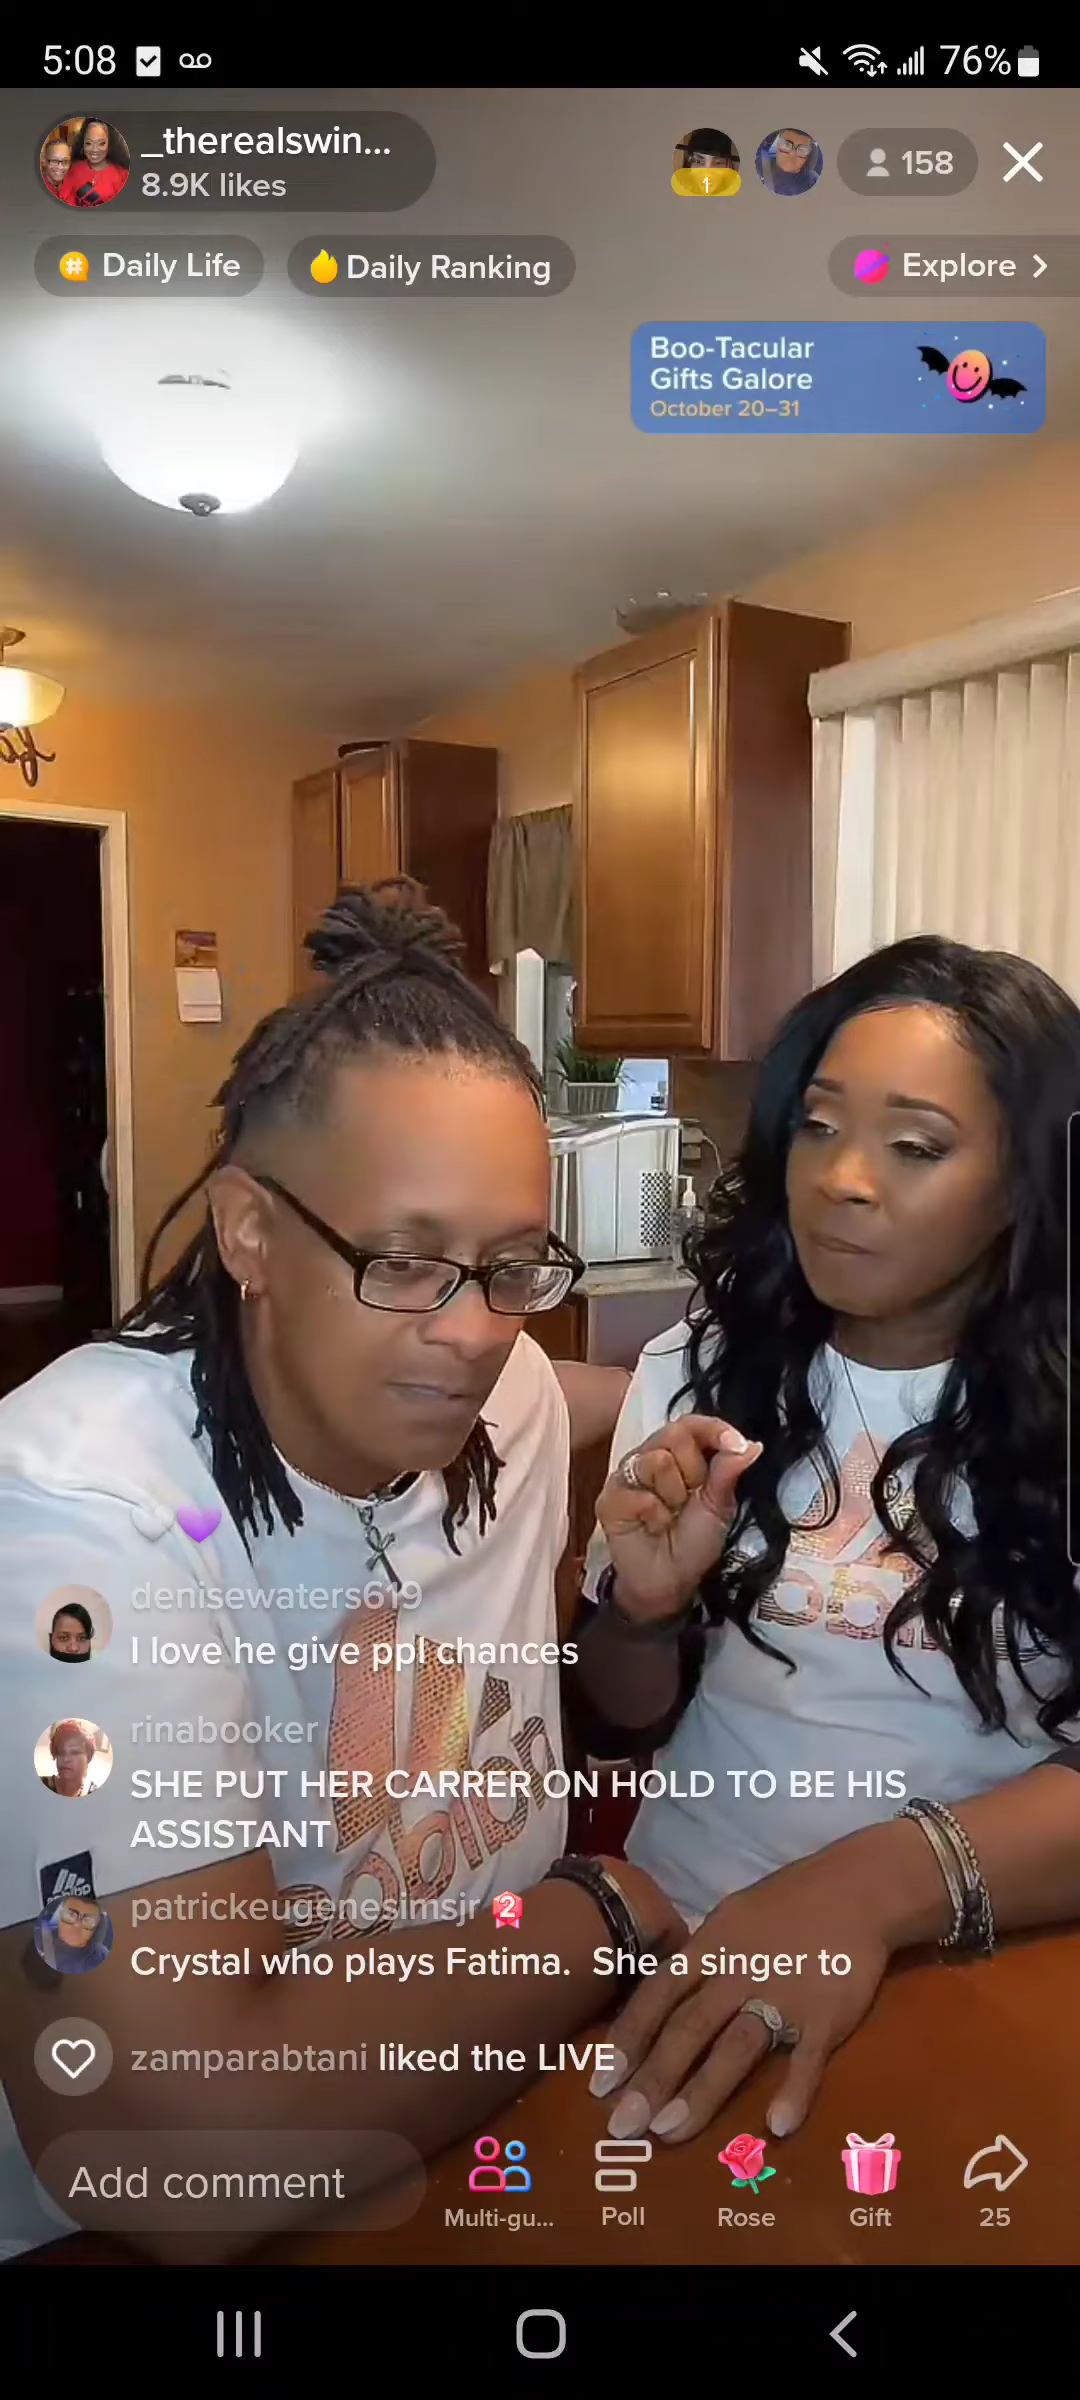 5:08
76%
_therealswin...
8.9K likes
1
158
Daily Life
Daily Ranking
Explore >
Boo-Tacular
Gifts Galore
October 20–31
🤍💜
denisewaters619
I love he give ppl chances
rinabooker
SHE PUT HER CARRER ON HOLD TO BE HIS
ASSISTANT
patrickeugenesimsjr 2
Crystal who plays Fatima.  She a singer to
zamparabtani liked the LIVE
Add comment
Multi-gu...
Poll
Rose
Gift
25